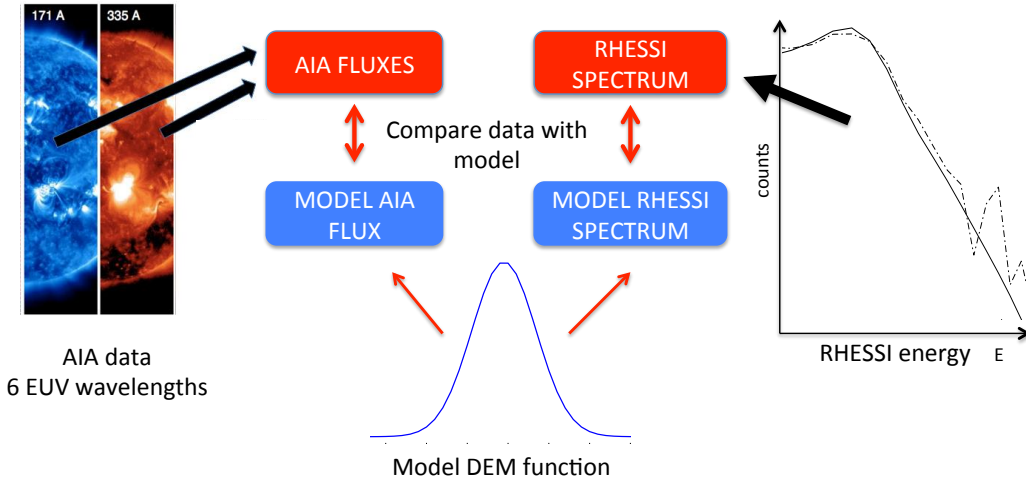 171 A
335 A
AIA FLUXES
RHESSI
SPECTRUM
Compare data with
model
MODEL AIA
FLUX
MODEL RHESSI
SPECTRUM
counts
RHESSI energy
E
AIA data
6 EUV wavelengths
Model DEM function